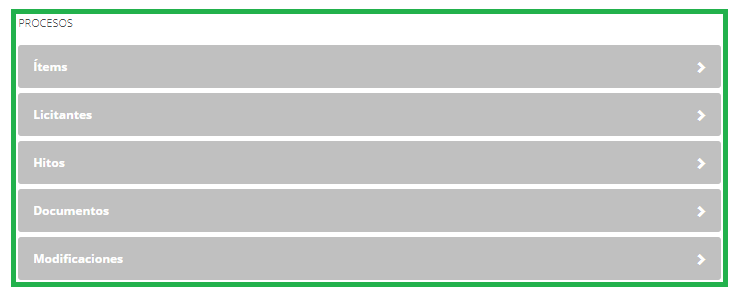 PROCESOS
Ítems
Licitantes
Hitos
Documentos
Modificaciones